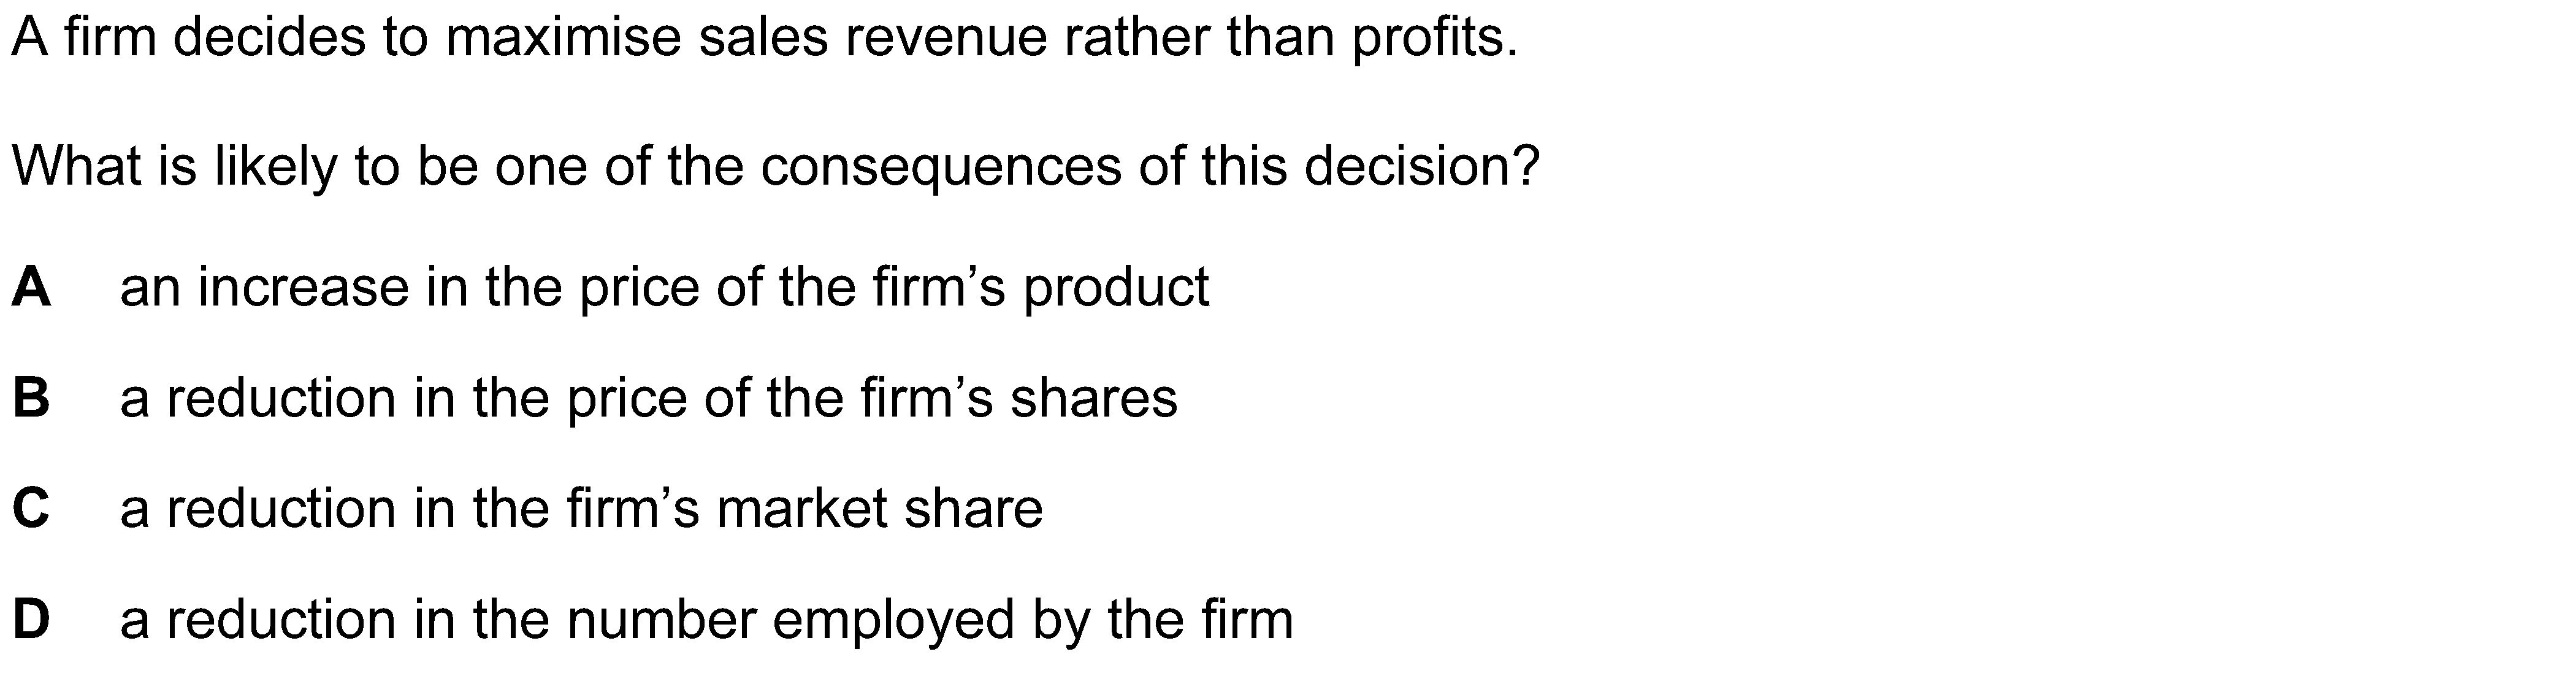 A firm decides to maximise sales revenue rather than profits.
What is likely to be one of the consequences of this decision?
A an increase in the price of the firm’s product
B a reduction in the price of the firm’s shares
C a reduction in the firm’s market share
D a reduction in the number employed by the firm